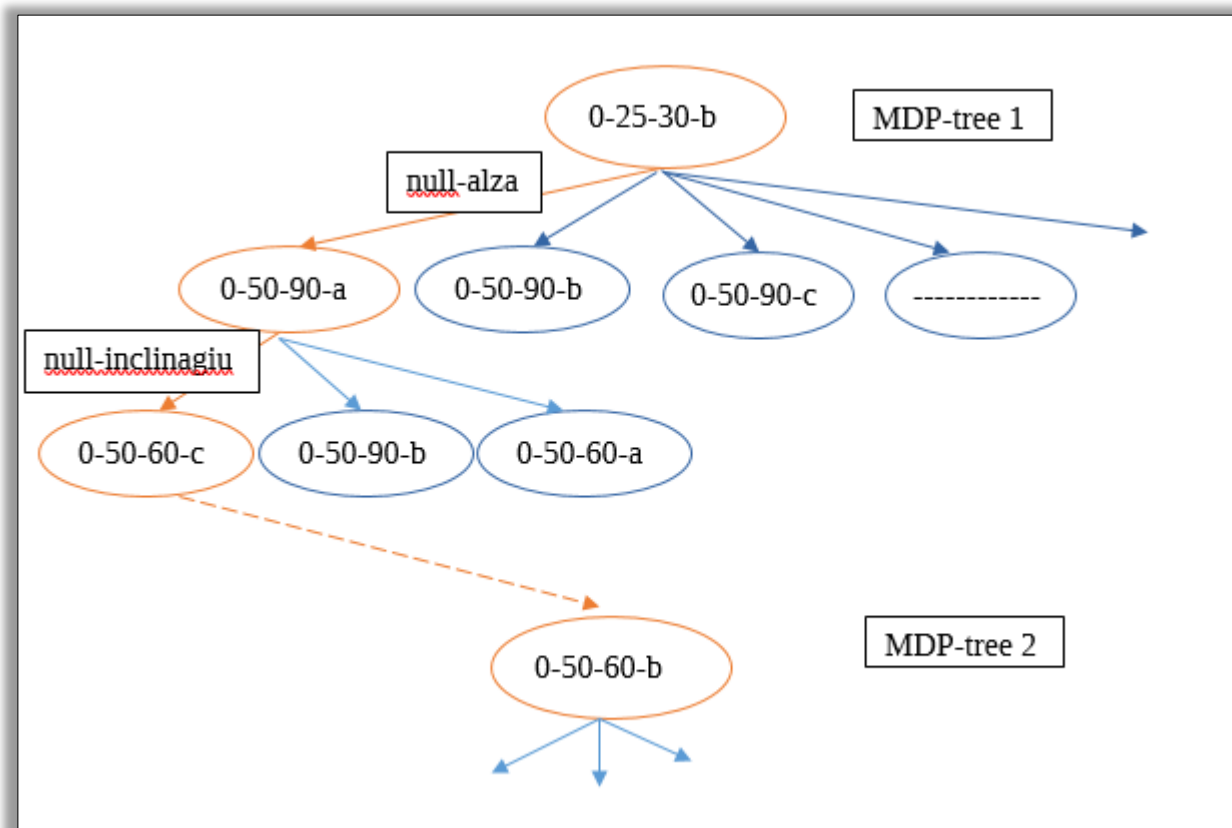 0-25-30-b
MDP-tree 1
null-alza
0-50-90-a
0-50-90-b
0-50-90-c
------------
null-inclinagiu
0-50-60-c
0-50-90-b
0-50-60-a
0-50-60-b
MDP-tree 2